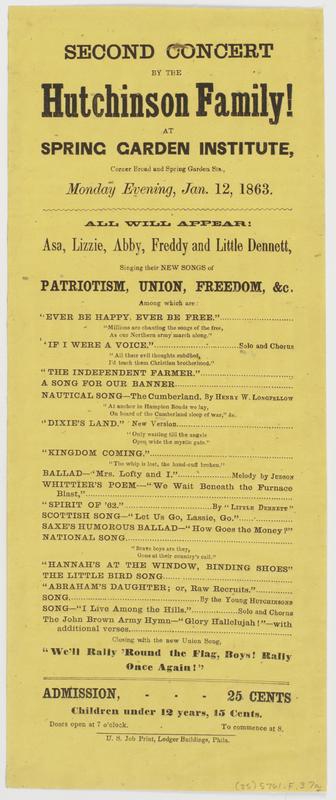 SECOND CONCERT
BY THE
Hutchinson Family!
AT
SPRING GARDEN INSTITUTE,
Corner Broad and Spring Garden Sts.,
Monday Evening, Jan. 12, 1863.
ALL WILL APPEAR!
Asa, Lizzie, Abby, Freddy and Little Dennett,
Singing their NEW SONGS of
PATRIOTISM, UNION, FREEDOM, &c.
Among which are:
"EVER BE HAPPY, EVER BE FREE."
"Millions are chanting the songs of the free,
As our Northern army march along."
"IF I WERE A VOICE." Solo and Chorus
"All their evil thoughts subdued,
I'd teach them Christian brotherhood."
"THE INDEPENDENT FARMER."
A SONG FOR OUR BANNER
NAUTICAL SONG—The Cumberland, By HENRY W. LONGFELLOW
"At anchor in Hampton Roads we lay,
On board of the Cumberland sloop of war," &c.
"DIXIE'S LAND." New Version
"Only waiting till the angels
Open wide the mystic gate."
"KINGDOM COMING."
"The whip is lost, the hand-cuff broken."
BALLAD—"Mrs. Lofty and I." Melody by JUDSON
WHITTIER'S POEM—"We Wait Beneath the Furnace
Blast,"
"SPIRIT OF '62." By "LITTLE DENNETT"
SCOTTISH SONG—"Let Us Go, Lassie, Go."
SAXE'S HUMOROUS BALLAD—"How Goes the Money?"
NATIONAL SONG
"Brave boys are they,
Gone at their country's call."
"HANNAH'S AT THE WINDOW, BINDING SHOES"
THE LITTLE BIRD SONG
"ABRAHAM'S DAUGHTER; or, Raw Recruits."
SONG By the Young HUTCHINSONS
SONG—"I Live Among the Hills." Solo and Chorus
The John Brown Army Hymn—"Glory Hallelujah!"—with
additional verses
Closing with the new Union Song,
"We'll Rally 'Round the Flag, Boys! Rally
Once Again!"
ADMISSION, - - - 25 CENTS
Children under 12 years, 15 Cents.
Doors open at 7 o'clock. To commence at 8.
U. S. Job Print, Ledger Buildings, Phila.
(35) 5761.F.37a